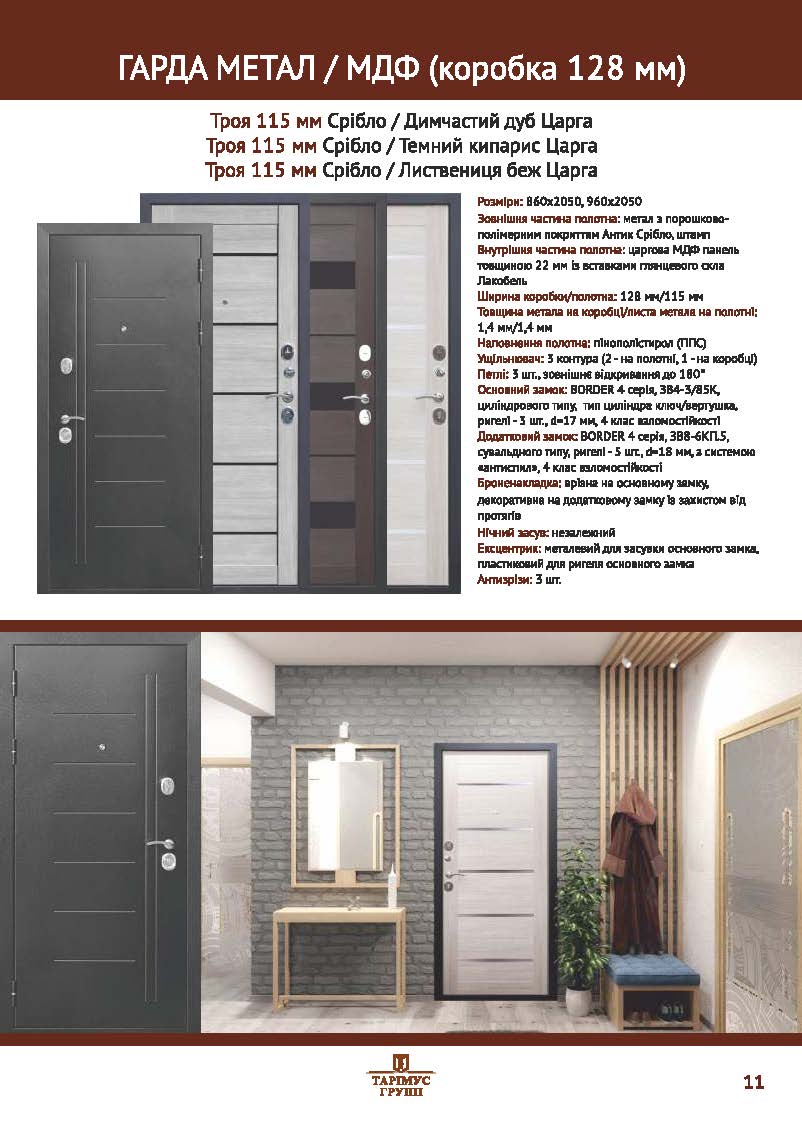 ГАРДА МЕТАЛ / МДФ (коробка 128 мм)
Троя 115 мм Срібло / Димчастий дуб Царга
Троя 115 мм Срібло / Темний кипарис Царга
Троя 115 мм Срібло / Листвениця беж Царга
Розміри: 860х2050, 960х2050
Зовнішня частина полотна: метал з порошково-
полімерним покриттям Антик Срібло, штамп
Внутрішня частина полотна: царгова МДФ панель
товщиною 22 мм із вставками глянцевого скла
Лакобель
Ширина коробки/полотна: 128 мм/115 мм
Товщина метала на коробці/листа метала на полотні:
1,4 мм/1,4 мм
Наповнення полотна: пінополістирол (ППС)
Ущільнювач: 3 контура (2 - на полотні, 1 - на коробці)
Петлі: 3 шт., зовнішнє відкривання до 180°
Основний замок: BORDER 4 серія, ЗВ4-3/85К,
циліндрового типу, тип циліндра ключ/вертушка,
ригелі - 3 шт., d=17 мм, 4 клас взломостійкості
Додатковий замок: BORDER 4 серія, ЗВ8-6КП.5,
сувальдного типу, ригелі - 5 шт., d=18 мм, з системою
«антиспил», 4 клас взломостійкості
Броненакладка: врізна на основному замку,
декоративна на додатковому замку із захистом від
протягів
Нічний засув: незалежний
Ексцентрик: металевий для засувки основного замка,
пластиковий для ригеля основного замка
Антизрізи: 3 шт.
ТАРІМУС
ГРУПП
11